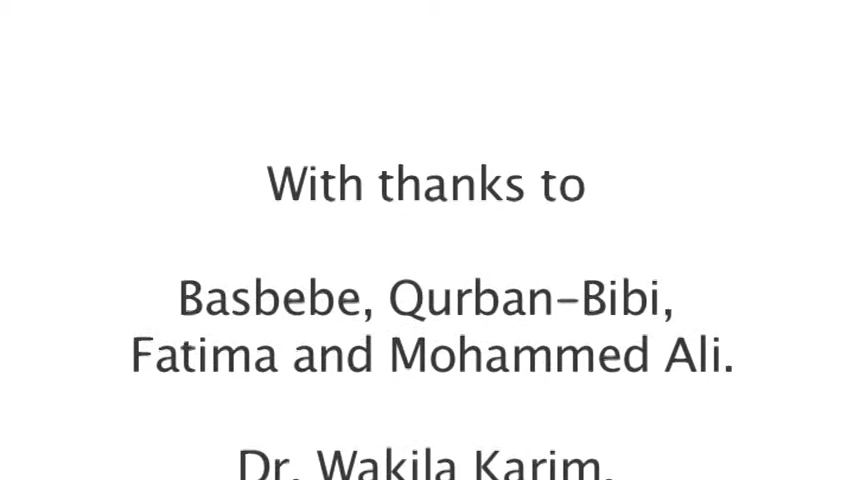 With thanks to
Basbebe, Qurban-Bibi,
Fatima and Mohammed Ali.
Dr. Wakila Karim,